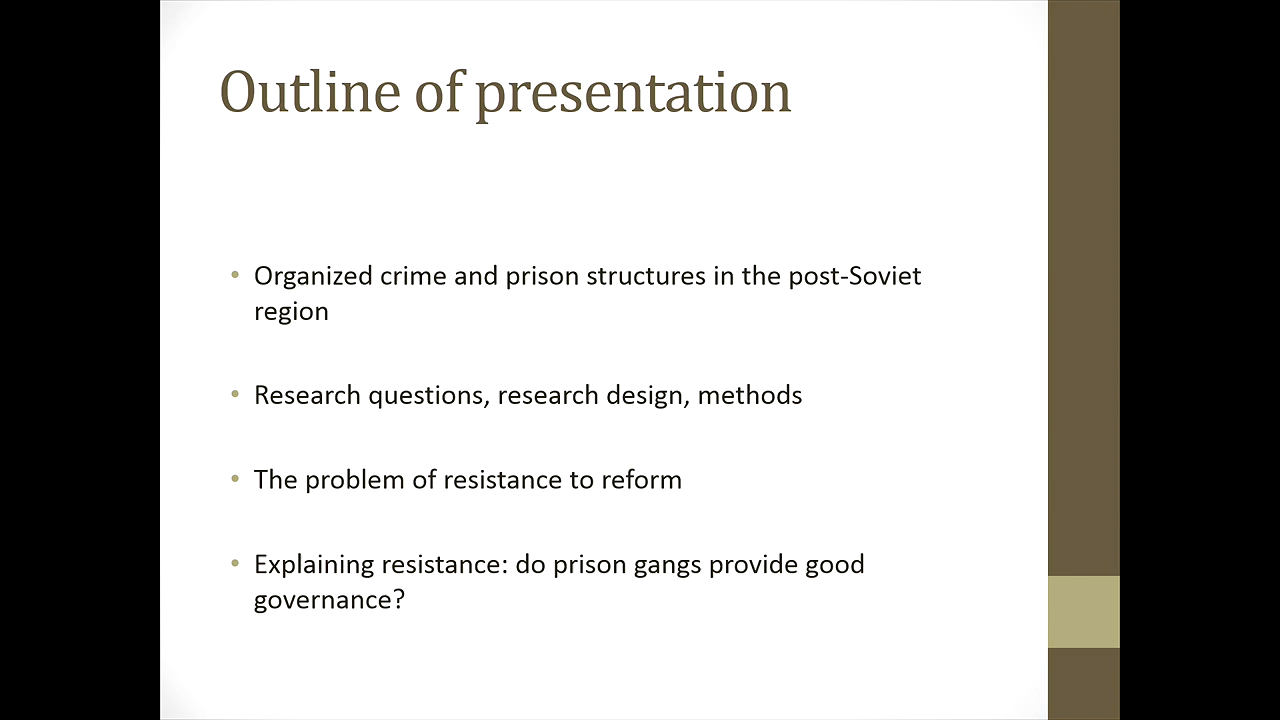 Outline of presentation
• Organized crime and prison structures in the post-Soviet
region
• Research questions, research design, methods
• The problem of resistance to reform
• Explaining resistance: do prison gangs provide good
governance?